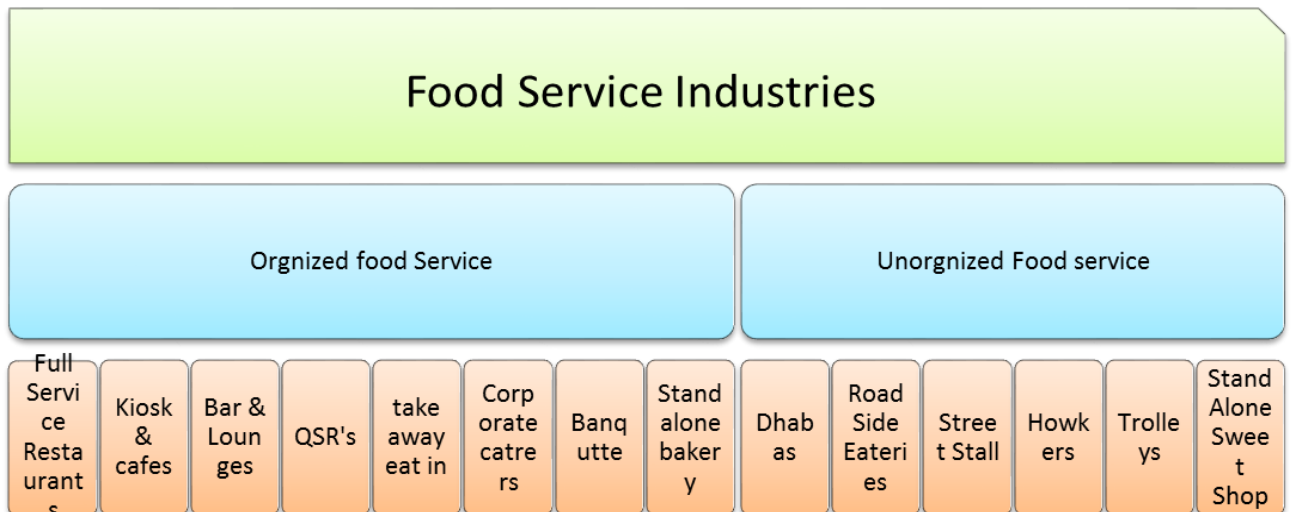 Food Service Industries
Orgnized food Service
Unorgnized Food service
Full
Servi
ce
Resta
urant
s
Kiosk
&
cafes
Bar &
Loun
ges
QSR's
take
away
eat in
Corp
orate
catre
rs
Banq
utte
Stand
alone
baker
y
Dhab
as
Road
Side
Eateri
es
Stree
t Stall
Howk
ers
Trolle
ys
Stand
Alone
Swee
t
Shop